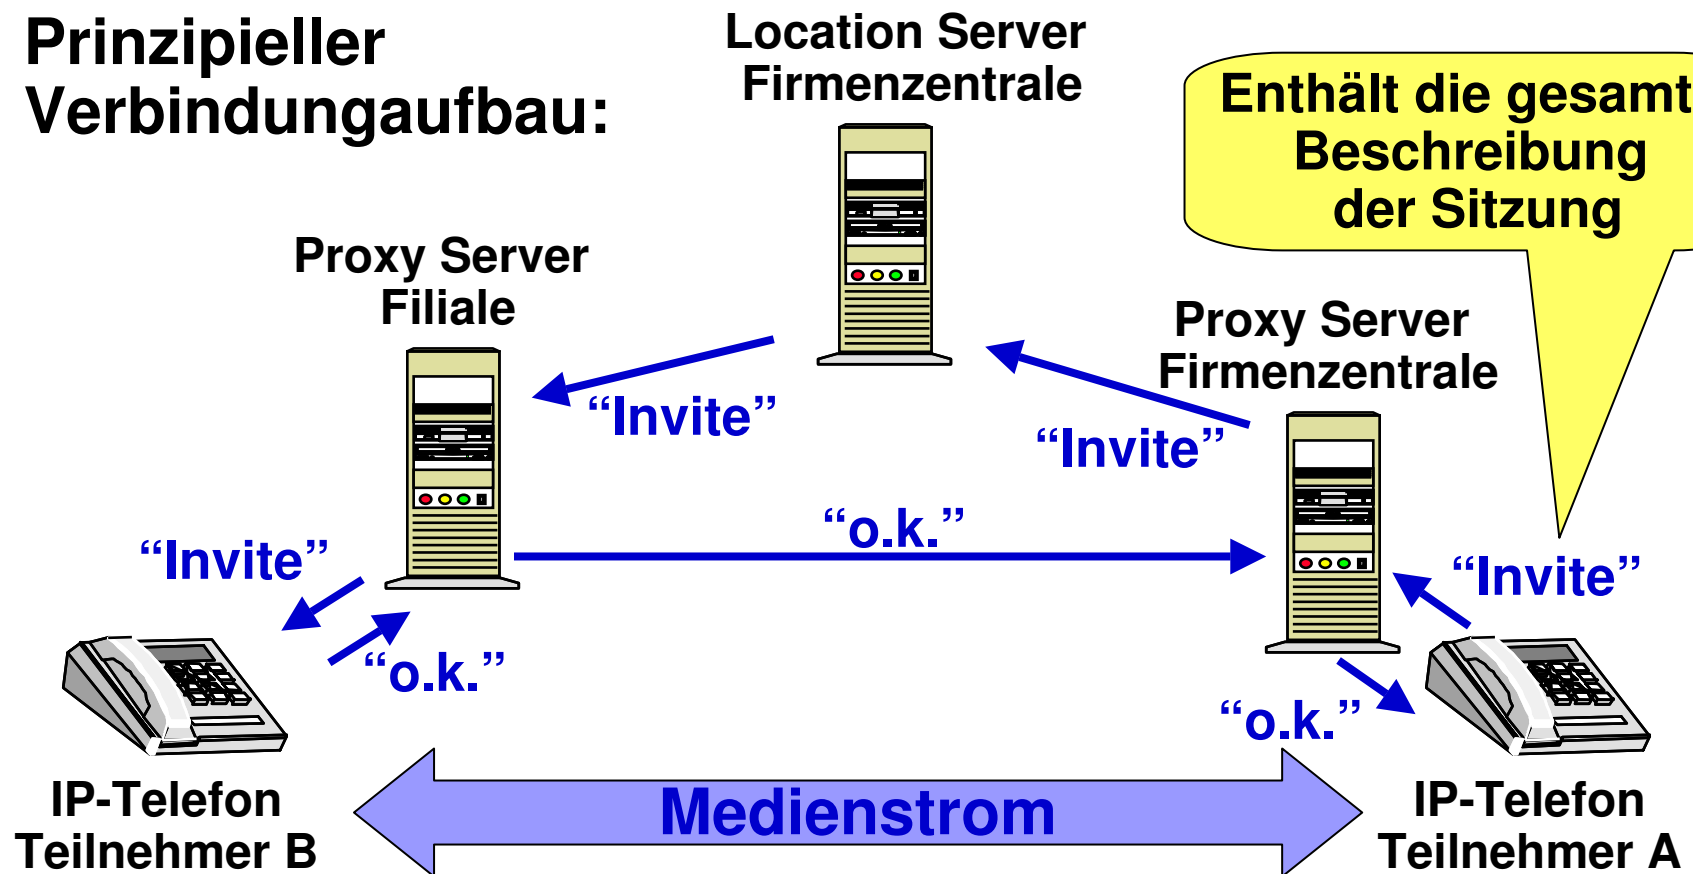 Prinzipieller
Verbindungaufbau:
Location Server
Firmenzentrale
Enthält die gesamt
Beschreibung
der Sitzung
Proxy Server
Filiale
Proxy Server
Firmenzentrale
“Invite”
“Invite”
“o.k.”
“Invite”
“Invite”
“o.k.”
“o.k.”
Medienstrom
IP-Telefon
Teilnehmer B
IP-Telefon
Teilnehmer A